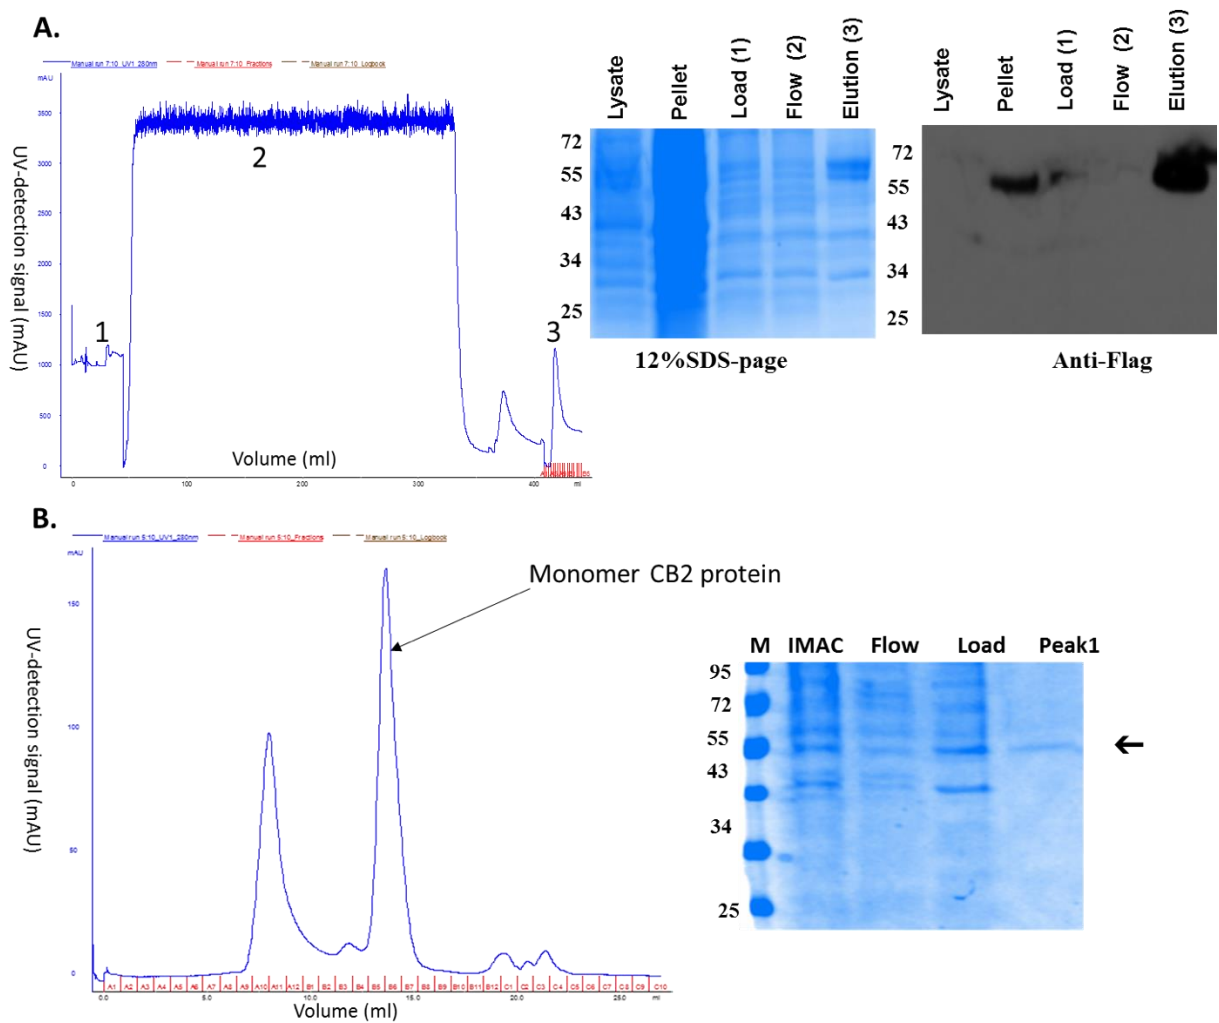 A.
Manual run 7:10_UV1_280nm Manual run 7:10_Fractions Manual run 7:10_Logbook
mAU
3500
3000
2500
2000
1500
1000
500
0
UV-detection signal (mAU)
1
2
3
Volume (ml)
0 100 200 300 400 ml
Lysate
Pellet
Load (1)
Flow (2)
Elution (3)
72
55
43
34
25
12%SDS-page
Lysate
Pellet
Load (1)
Flow (2)
Elution (3)
72
55
43
34
25
Anti-Flag
B.
Manual run 5:10_UV1_280nm Manual run 5:10_Fractions Manual run 5:10_Logbook
mAU
150
100
50
0
UV-detection signal (mAU)
Monomer CB2 protein
A1 A2 A3 A4 A5 A6 A7 A8 A9 A10 A11 A12 B1 B2 B3 B4 B5 B6 B7 B8 B9 B10 B11 B12 C1 C2 C3 C4 C5 C6 C7 C8 C9 C10
0.0 5.0 10.0 15.0 20.0 25.0 ml
Volume (ml)
M IMAC Flow Load Peak1
95
72
55
43
34
25
←